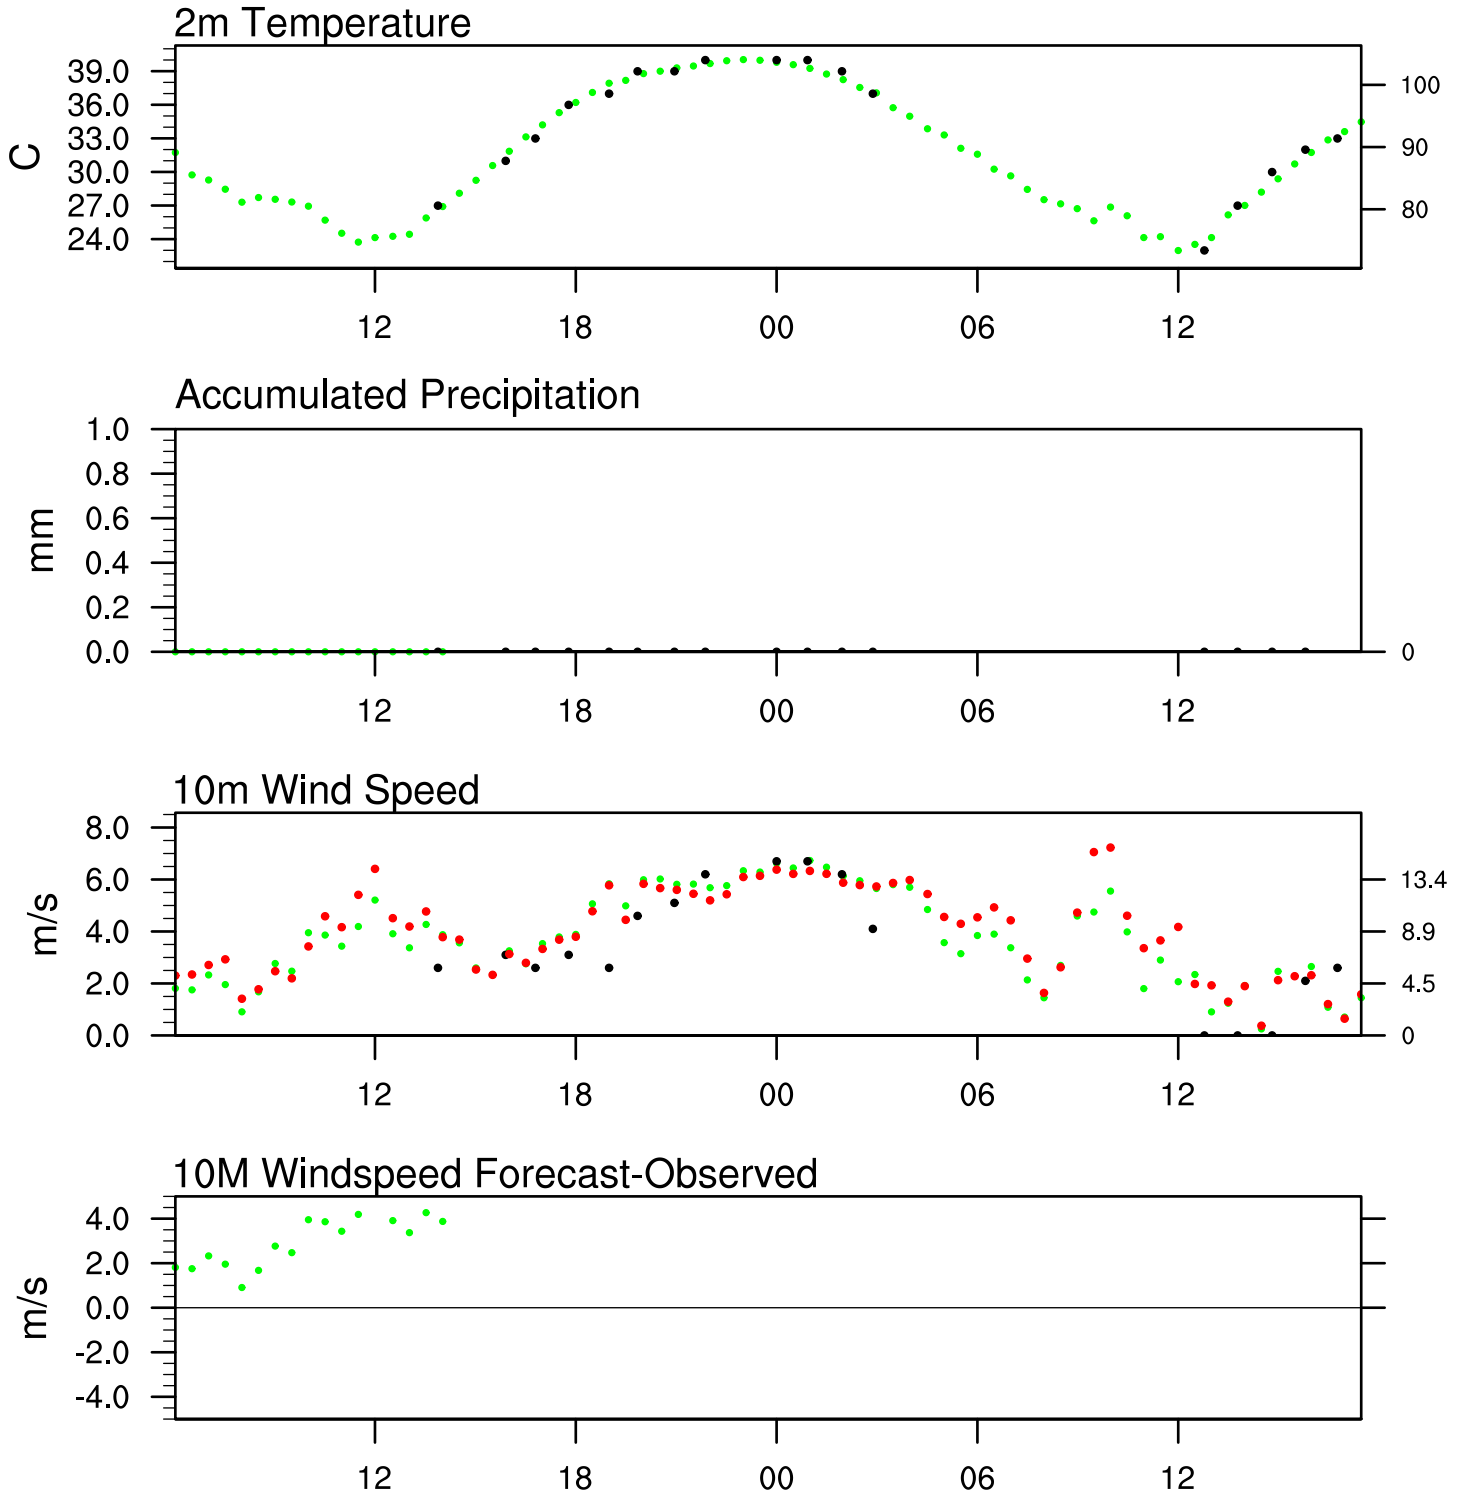 2m Temperature
39.0
36.0
33.0
30.0
27.0
24.0
C
100
90
80
12 18 00 06 12
Accumulated Precipitation
1.0
0.8
0.6
0.4
0.2
0.0
mm
0
12 18 00 06 12
10m Wind Speed
8.0
6.0
4.0
2.0
0.0
m/s
13.4
8.9
4.5
0
12 18 00 06 12
10M Windspeed Forecast-Observed
4.0
2.0
0.0
-2.0
-4.0
m/s
12 18 00 06 12